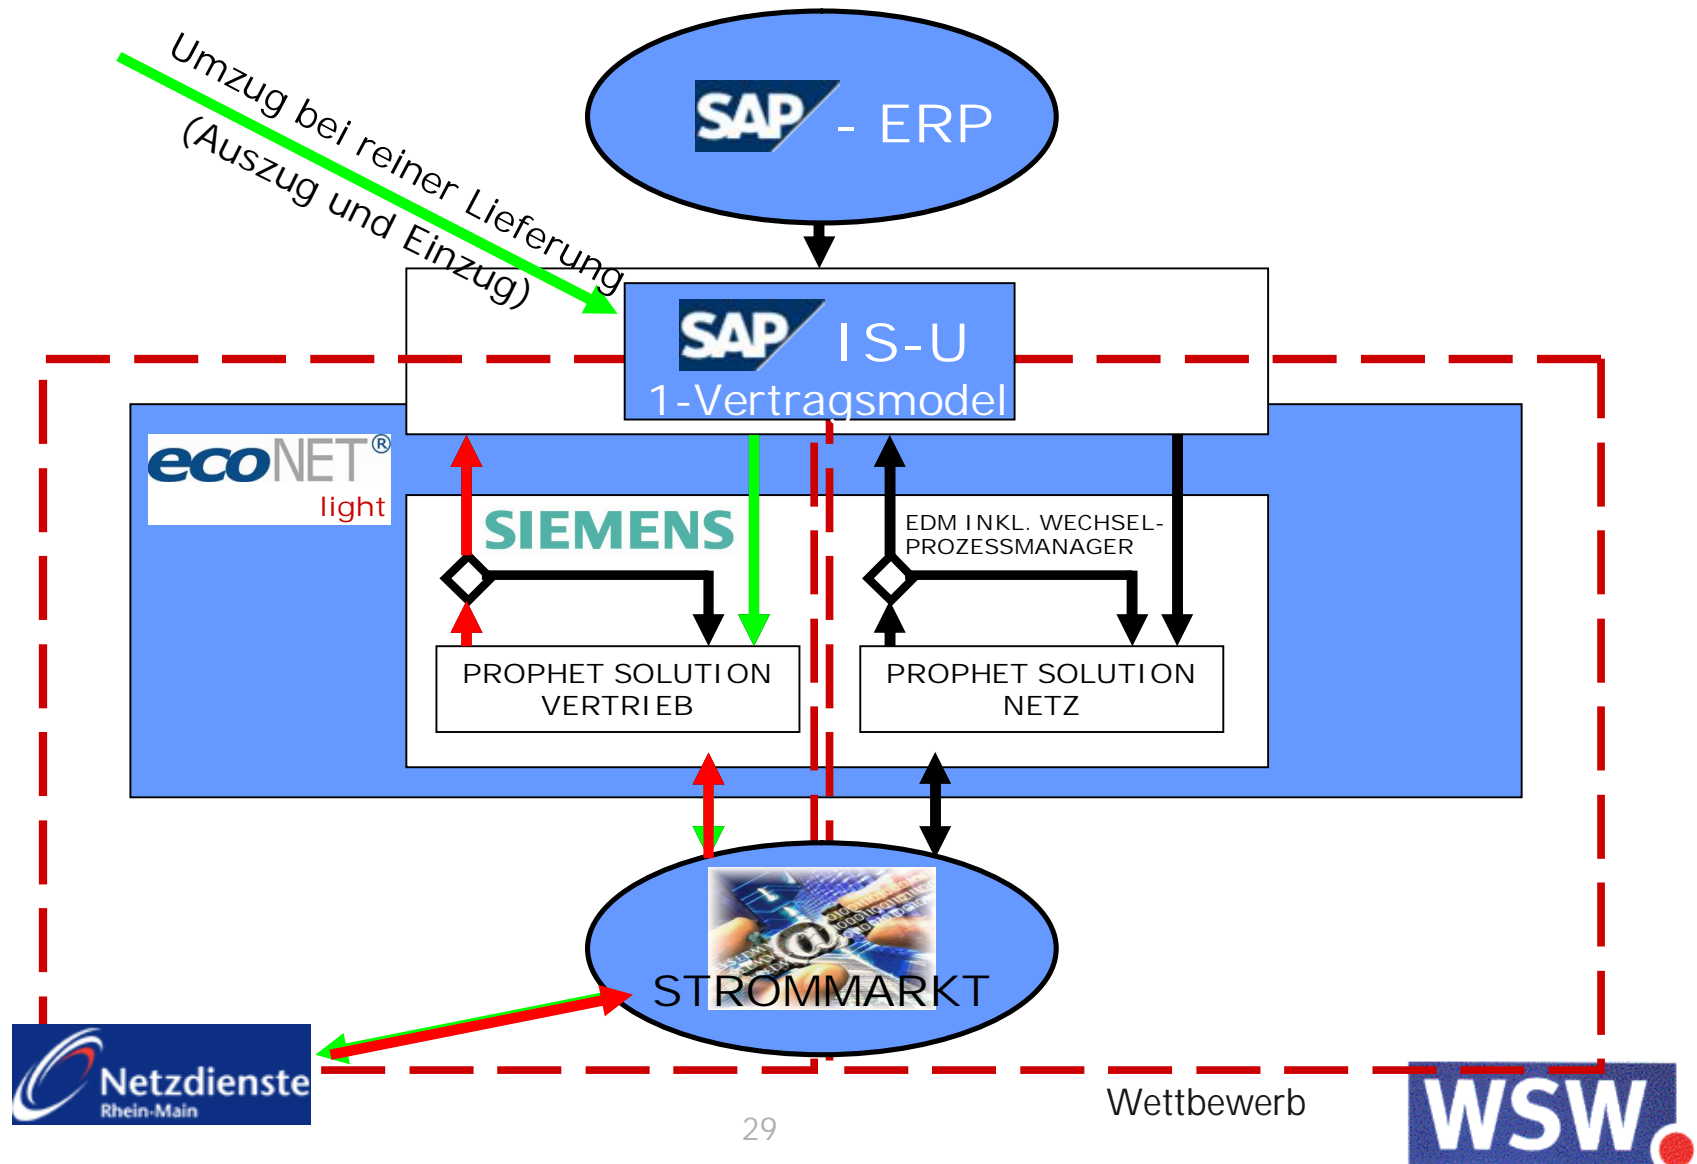 Umzug bei reiner Lieferung
(Auszug und Einzug)
SAP - ERP
SAP IS-U
1-Vertragsmodel
ecoNET®
light
SIEMENS
EDM INKL. WECHSEL-
PROZESSMANAGER
PROPHET SOLUTION
VERTRIEB
PROPHET SOLUTION
NETZ
STROMMARKT
Netzdienste
Rhein-Main
Wettbewerb
WSW.
29